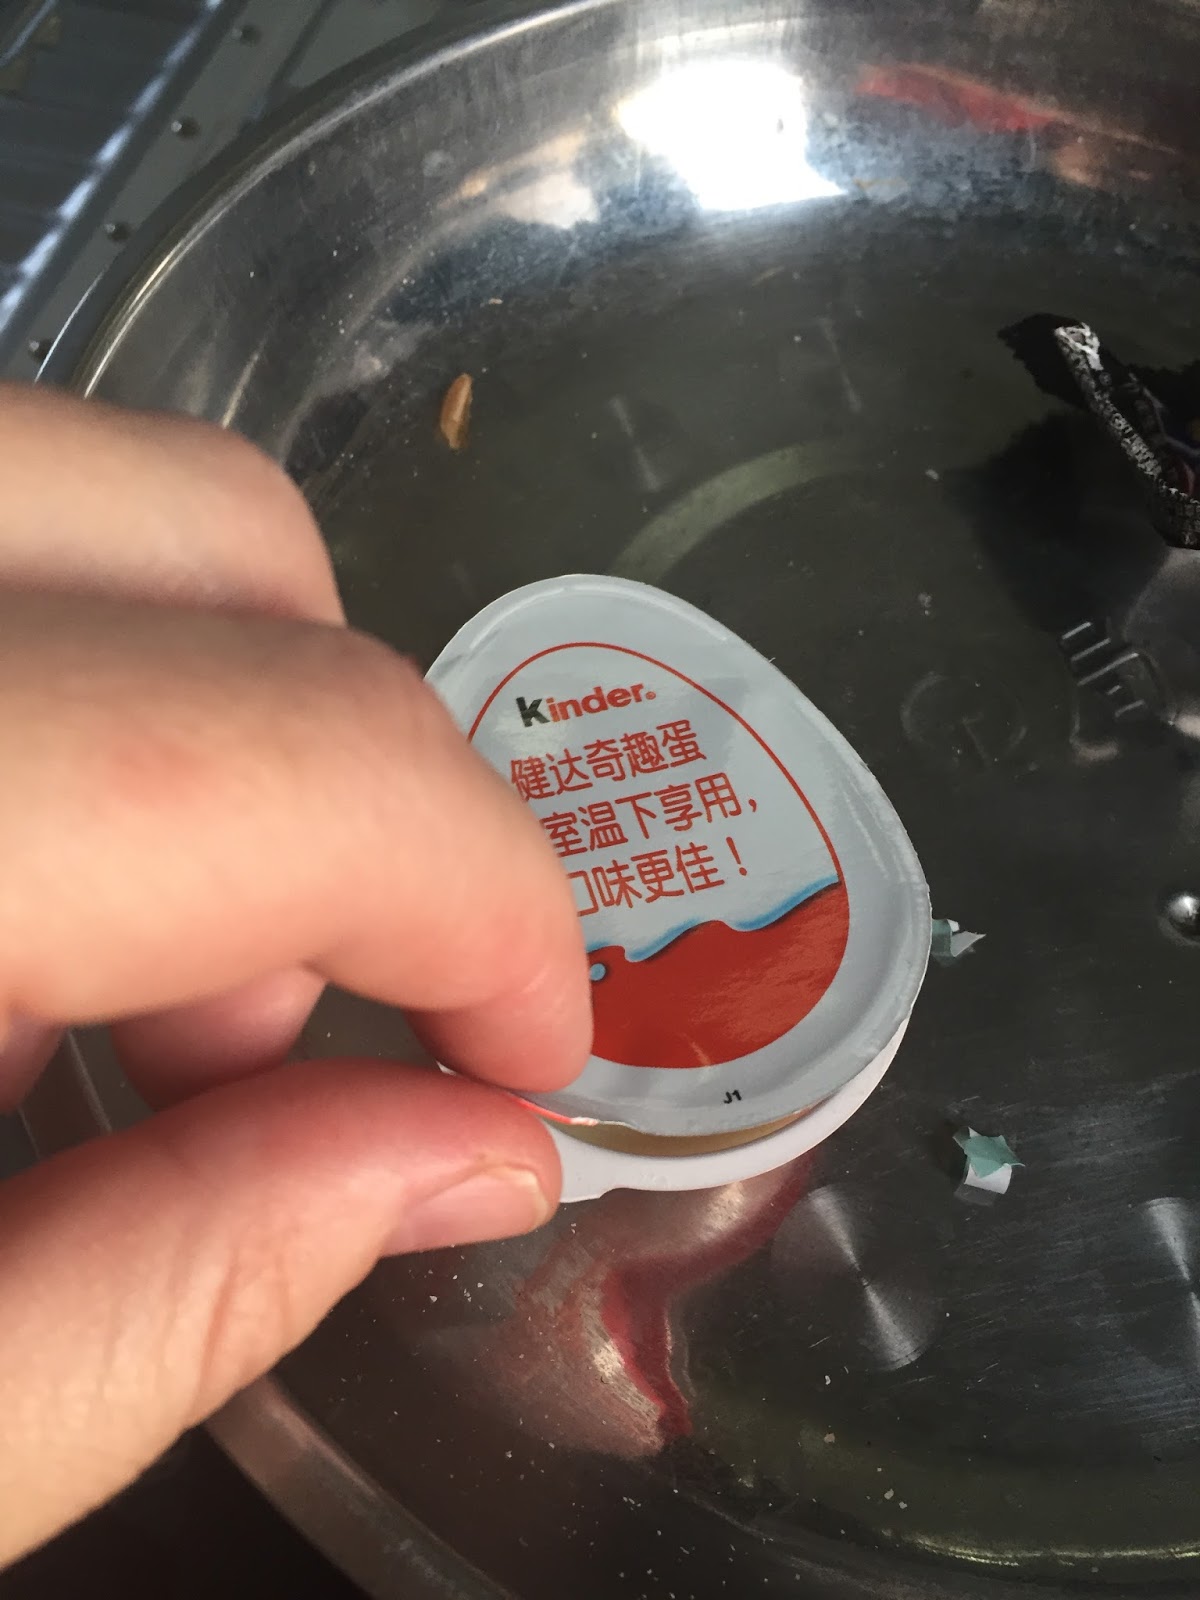 Kinder
健达奇趣蛋
室温下享用，
口味更佳！
J1